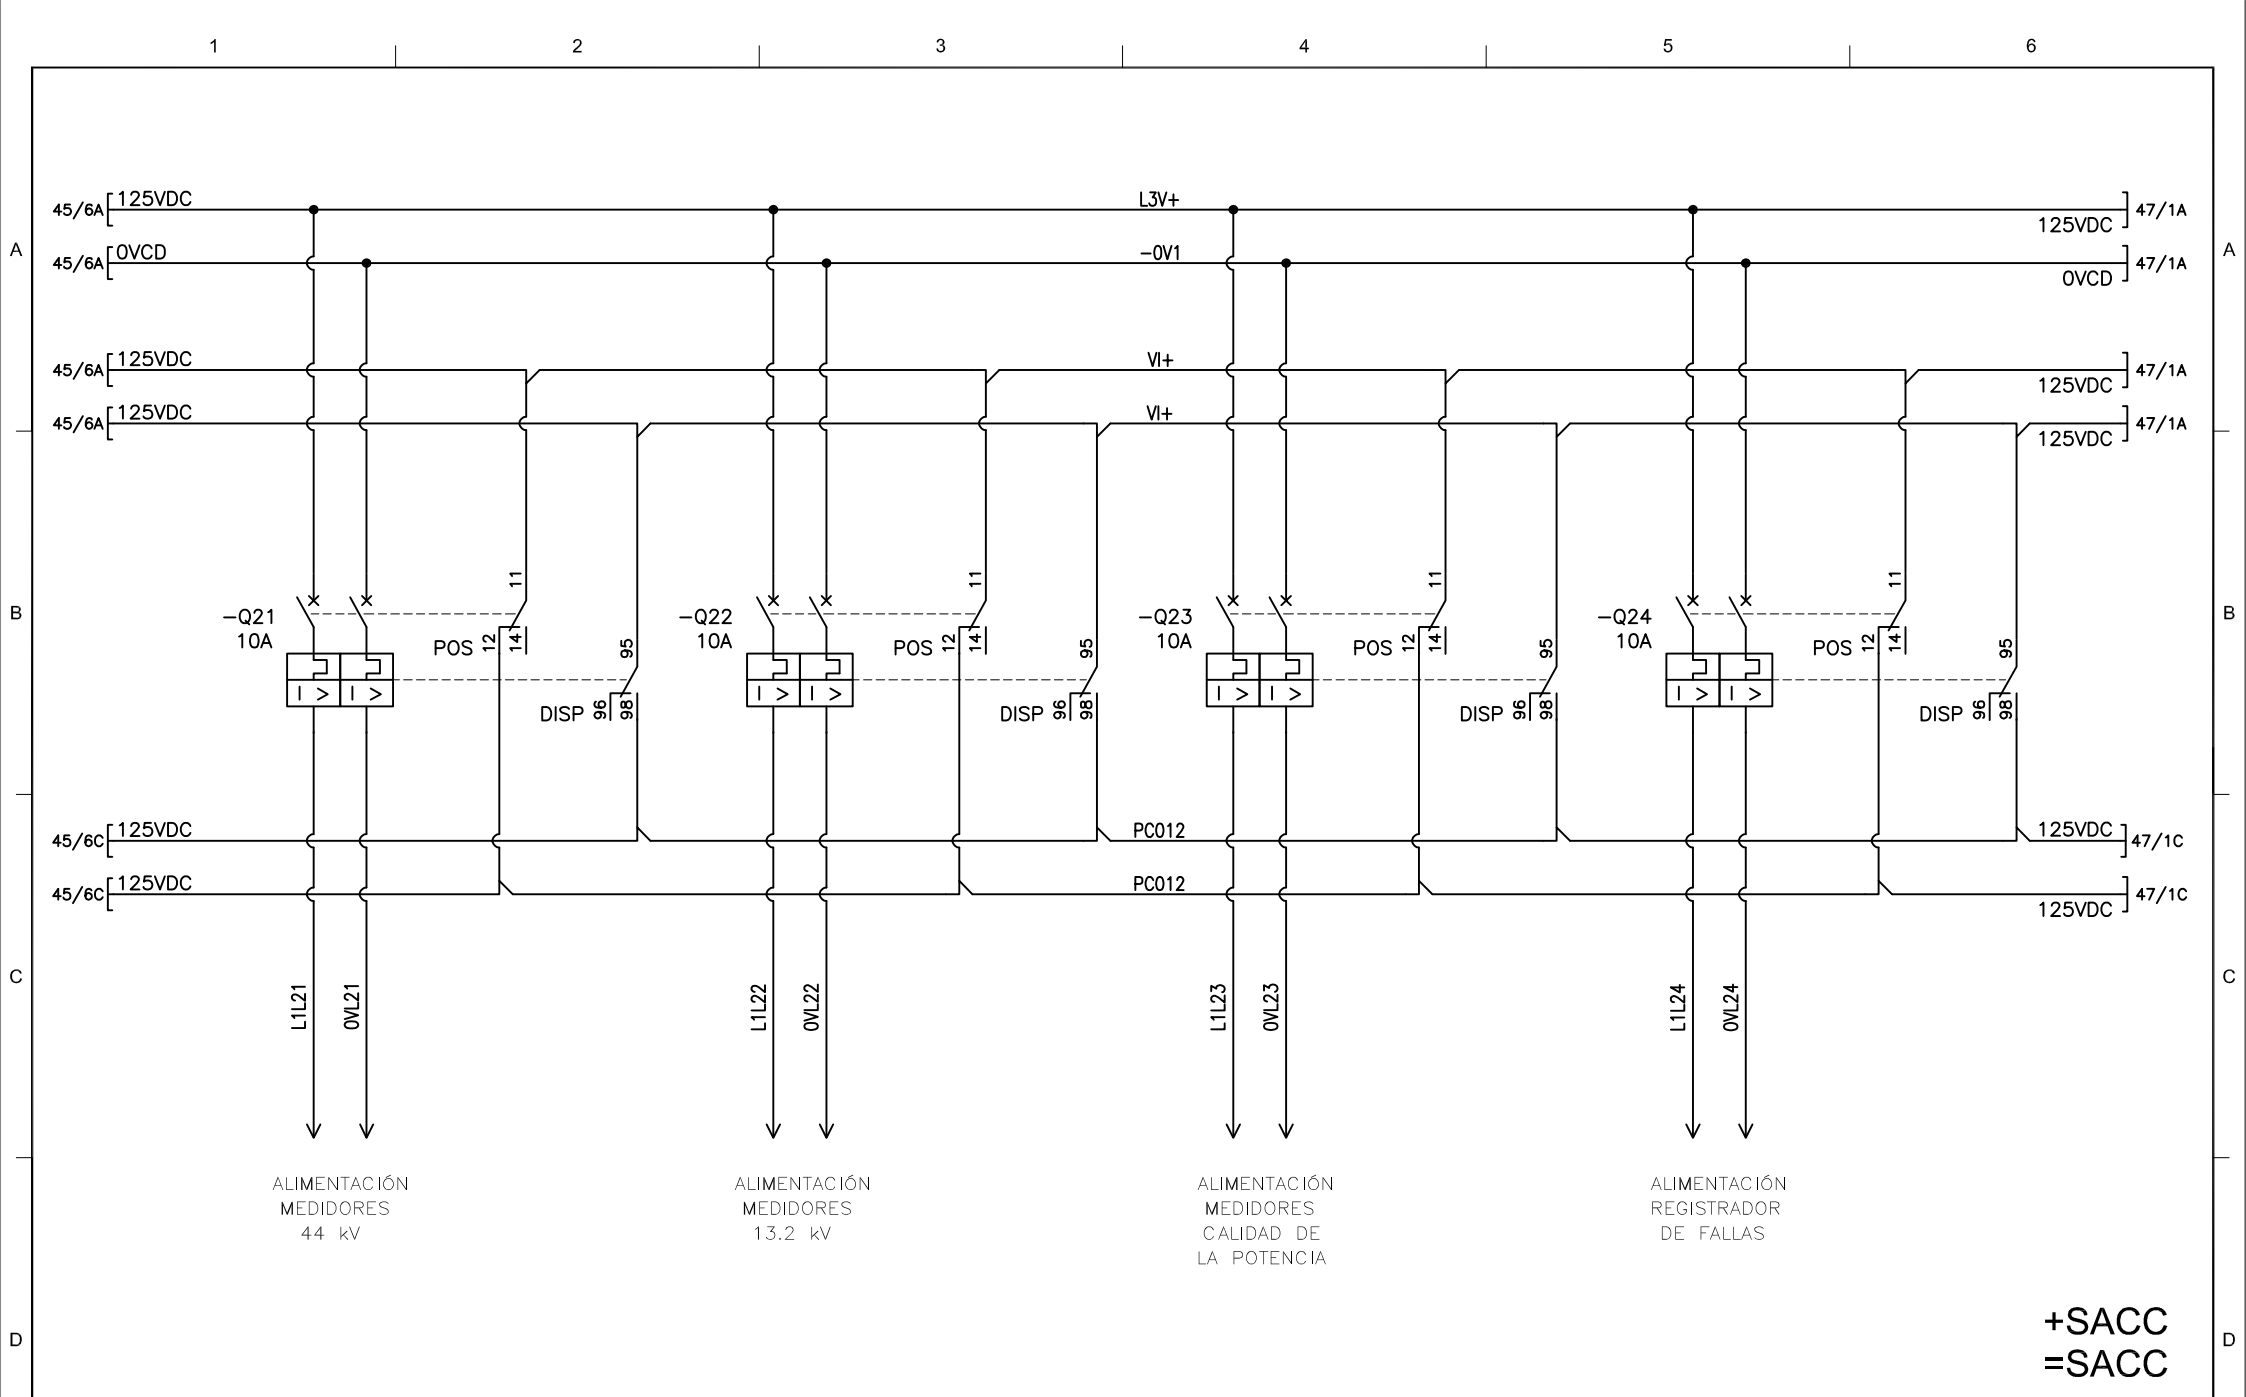 1 2 3 4 5 6
45/6A 125VDC L3V+ 125VDC 47/1A
A 45/6A 0VCD -0V1 0VCD 47/1A A
45/6A 125VDC VI+ 125VDC 47/1A
45/6A 125VDC VI+ 125VDC 47/1A
11 11 11 11
B -Q21 -Q22 -Q23 -Q24 B
10A 10A 10A 10A
POS 12 14 95 POS 12 14 95 POS 12 14 95 POS 12 14 95
I > I > I > I > I > I > I > I >
DISP 96 98 DISP 96 98 DISP 96 98 DISP 96 98
45/6C 125VDC PC012 125VDC 47/1C
45/6C 125VDC PC012 125VDC 47/1C
C C
L1L21 0VL21 L1L22 0VL22 L1L23 0VL23 L1L24 0VL24
ALIMENTACIÓN
MEDIDORES
44 kV
ALIMENTACIÓN
MEDIDORES
13.2 kV
ALIMENTACIÓN
MEDIDORES
CALIDAD DE
LA POTENCIA
ALIMENTACIÓN
REGISTRADOR
DE FALLAS
+SACC
D D
=SACC